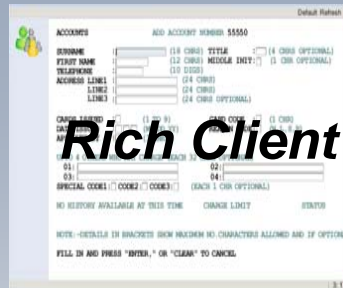 Default Refresh
ACCOUNTS ADD ACCOUNT NUMBER 55550
SURNAME : (18 CHRS) TITLE : (4 CHRS OPTIONAL)
FIRST NAME : (12 CHRS) MIDDLE INIT: (1 CHR OPTIONAL)
TELEPHONE : (10 DIGS)
ADDRESS LINE1 : (24 CHRS)
LINE2 : (24 CHRS)
LINE3 : (24 CHRS OPTIONAL)
CARDS ISSUED : (1 TO 9) CARD CODE : (1 CHR)
Rich Client
01: 02:
03: 04:
SPECIAL CODE1: CODE2: CODE3: (EACH 1 CHR OPTIONAL)
NO HISTORY AVAILABLE AT THIS TIME CHARGE LIMIT STATUS
NOTE:-DETAILS IN BRACKETS SHOW MAXIMUM NO. CHARACTERS ALLOWED AND IF OPTION
FILL IN AND PRESS "ENTER," OR "CLEAR" TO CANCEL